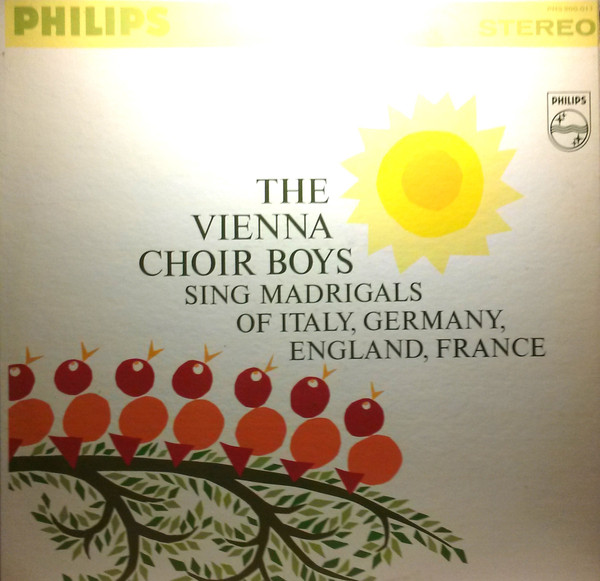 PHILIPS
STEREO
PHILIPS
THE
VIENNA
CHOIR BOYS
SING MADRIGALS
OF ITALY, GERMANY,
ENGLAND, FRANCE